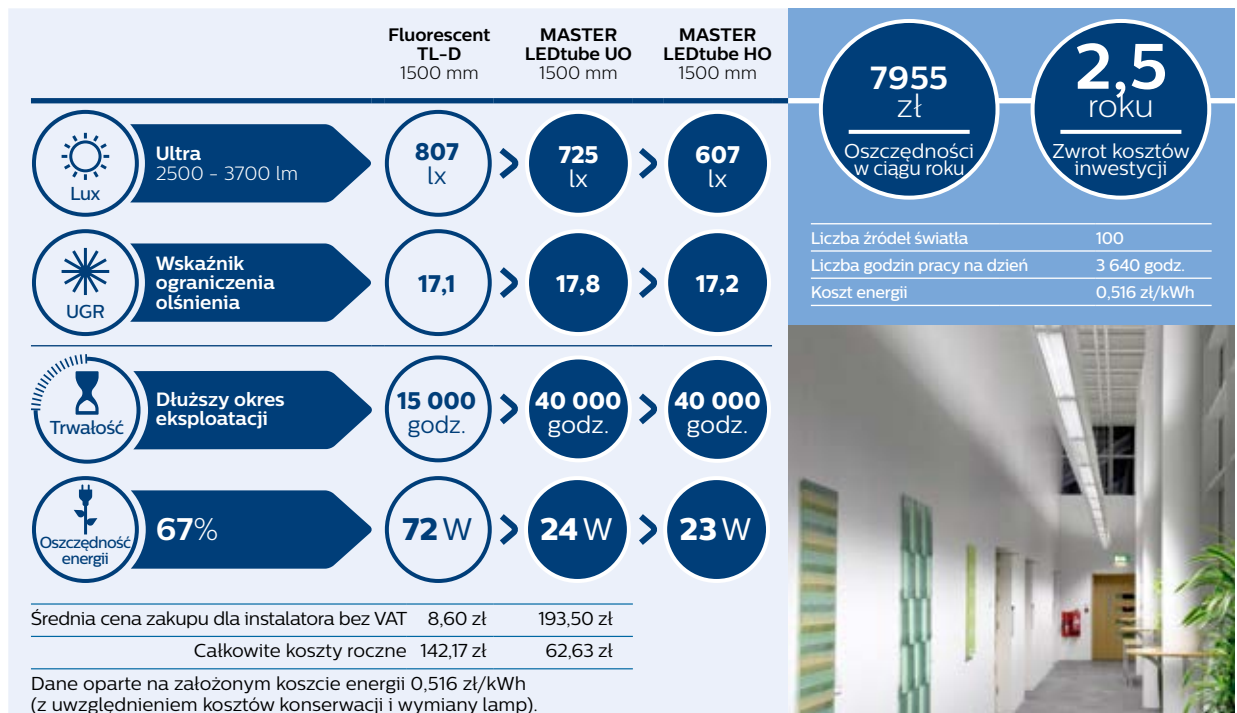 Fluorescent
TL-D
1500 mm
MASTER
LEDtube UO
1500 mm
MASTER
LEDtube HO
1500 mm
Lux
Ultra
2500 - 3700 lm
807
lx
>
725
lx
>
607
lx
UGR
Wskaźnik
ograniczenia
olśnienia
17,1
>
17,8
>
17,2
Trwałość
Dłuższy okres
eksploatacji
15 000
godz.
>
40 000
godz.
>
40 000
godz.
Oszczędność
energii
67%
72 W
>
24 W
>
23 W
Średnia cena zakupu dla instalatora bez VAT 8,60 zł 193,50 zł
Całkowite koszty roczne 142,17 zł 62,63 zł
Dane oparte na założonym koszcie energii 0,516 zł/kWh
(z uwzględnieniem kosztów konserwacji i wymiany lamp).
7955
zł
Oszczędności
w ciągu roku
2,5
roku
Zwrot kosztów
inwestycji
Liczba źródeł światła 100
Liczba godzin pracy na dzień 3 640 godz.
Koszt energii 0,516 zł/kWh